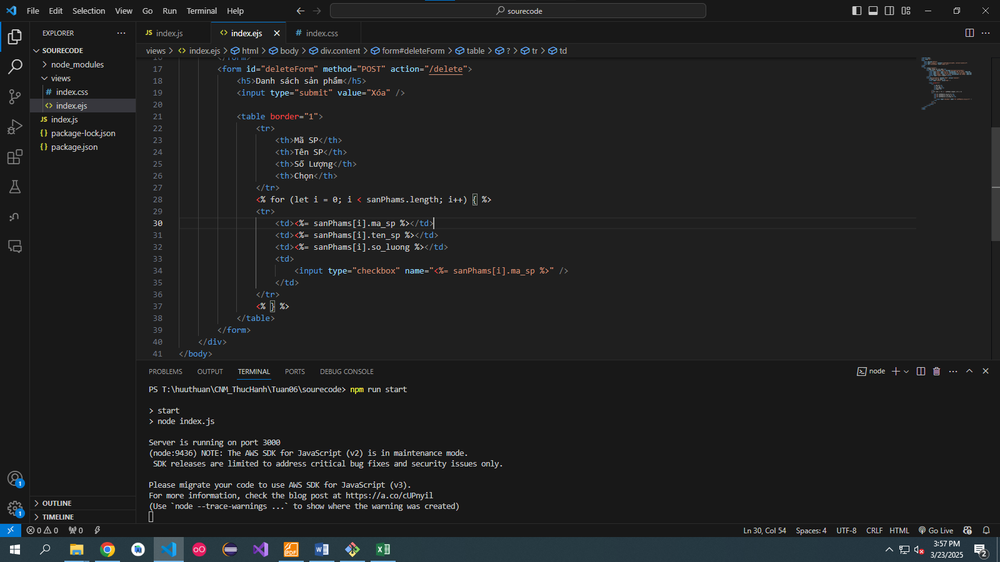 File Edit Selection View Go Run Terminal Help
sourecode
EXPLORER
index.js
index.ejs
# index.css
SOURECODE
node_modules
views
# index.css
index.ejs
JS index.js
{} package-lock.json
{} package.json
OUTLINE
TIMELINE
views > index.ejs > html > body > div.content > form#deleteForm > table > ? > tr > td
16 </form>
17 <form id="deleteForm" method="POST" action="/delete">
18 <h5>Danh sách sản phẩm</h5>
19 <input type="submit" value="Xóa" />
20
21 <table border="1">
22 <tr>
23 <th>Mã SP</th>
24 <th>Tên SP</th>
25 <th>Số Lượng</th>
26 <th>Chọn</th>
27 </tr>
28 <% for (let i = 0; i < sanPhams.length; i++) { %>
29 <tr>
30 <td><%= sanPhams[i].ma_sp %></td>
31 <td><%= sanPhams[i].ten_sp %></td>
32 <td><%= sanPhams[i].so_luong %></td>
33 <td>
34 <input type="checkbox" name="<%= sanPhams[i].ma_sp %>" />
35 </td>
36 </tr>
37 <% } %>
38 </table>
39 </form>
40 </div>
41 </body>
PROBLEMS OUTPUT TERMINAL PORTS DEBUG CONSOLE
node
PS T:\huuthuan\CNM_ThucHanh\Tuan06\sourecode> npm run start
> start
> node index.js
Server is running on port 3000
(node:9436) NOTE: The AWS SDK for JavaScript (v2) is in maintenance mode.
SDK releases are limited to address critical bug fixes and security issues only.
Please migrate your code to use AWS SDK for JavaScript (v3).
For more information, check the blog post at https://a.co/cUPnyil
(Use `node --trace-warnings ...` to show where the warning was created)
0 0 0
Ln 30, Col 54 Spaces: 4 UTF-8 CRLF HTML Go Live
3:57 PM
3/23/2025
2